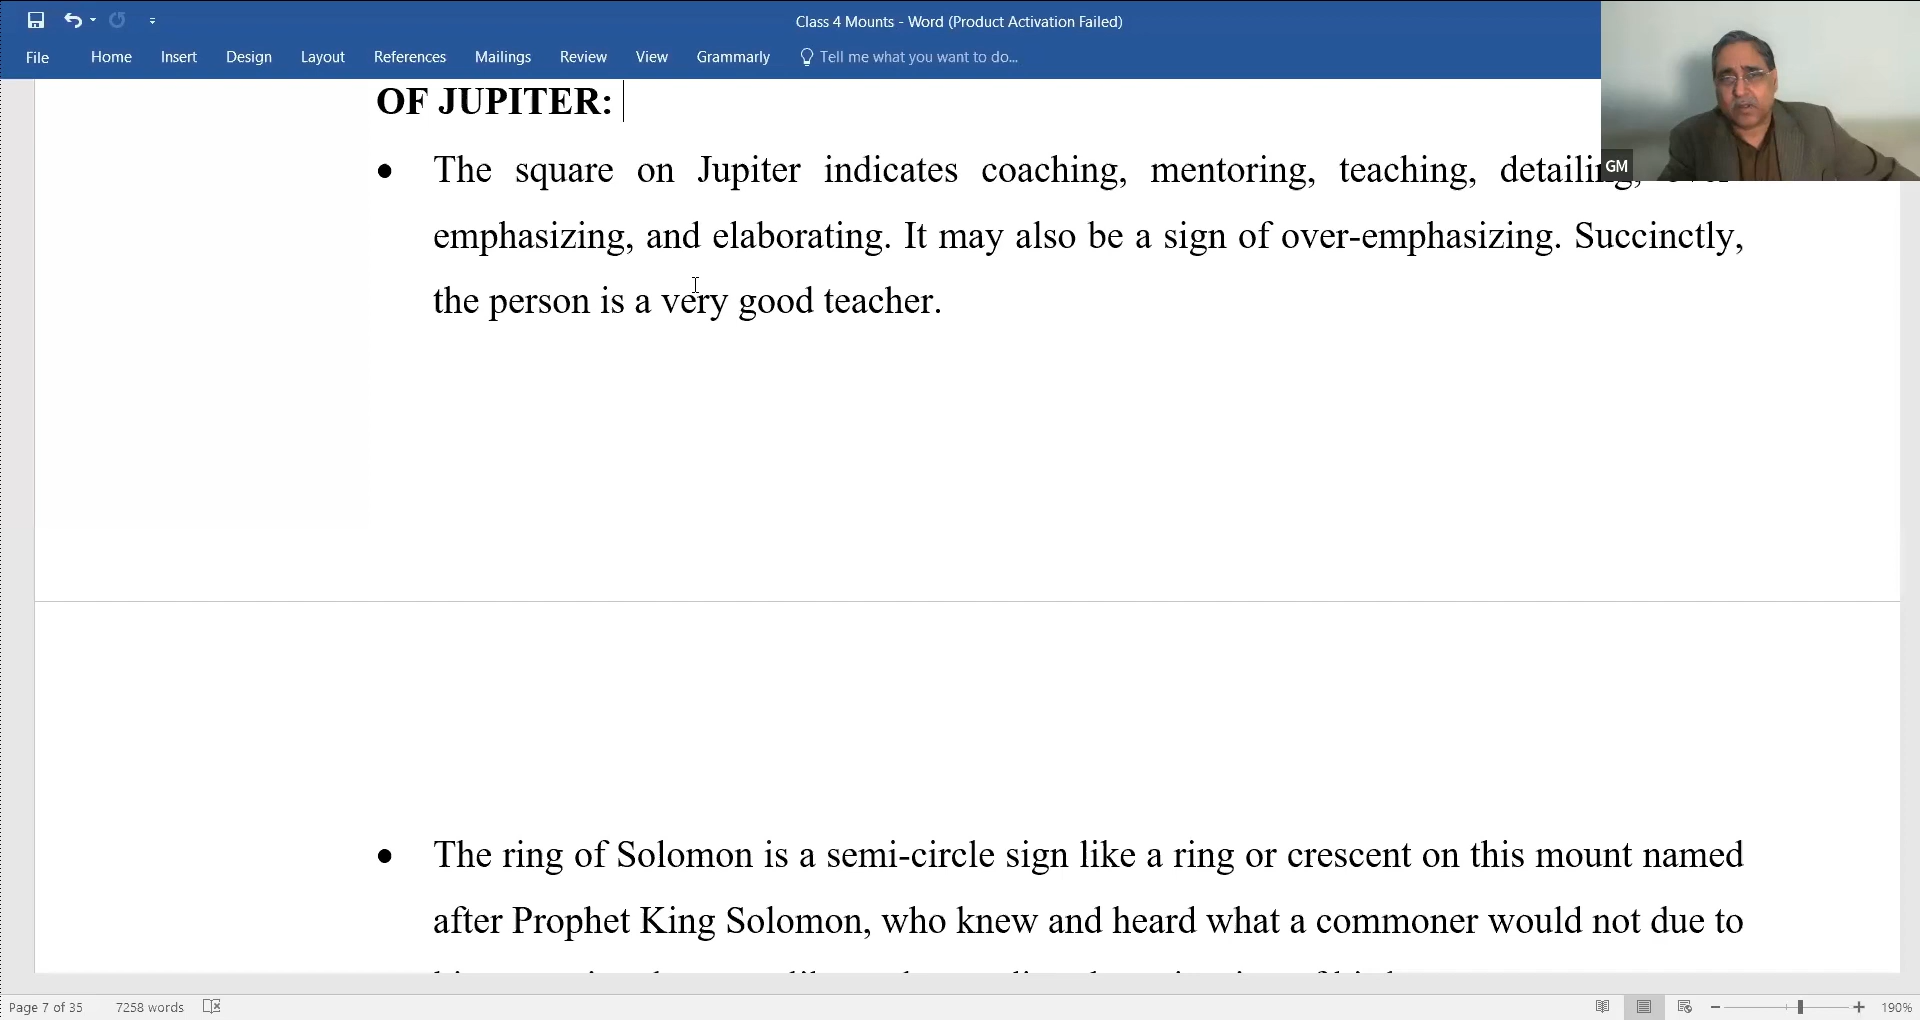 Class 4 Mounts - Word (Product Activation Failed)
File Home Insert Design Layout References Mailings Review View Grammarly Tell me what you want to do...
OF JUPITER:
GM
• The square on Jupiter indicates coaching, mentoring, teaching, detailing,
emphasizing, and elaborating. It may also be a sign of over-emphasizing. Succinctly,
the person is a very good teacher.
• The ring of Solomon is a semi-circle sign like a ring or crescent on this mount named
after Prophet King Solomon, who knew and heard what a commoner would not due to
Page 7 of 35 7258 words 190%